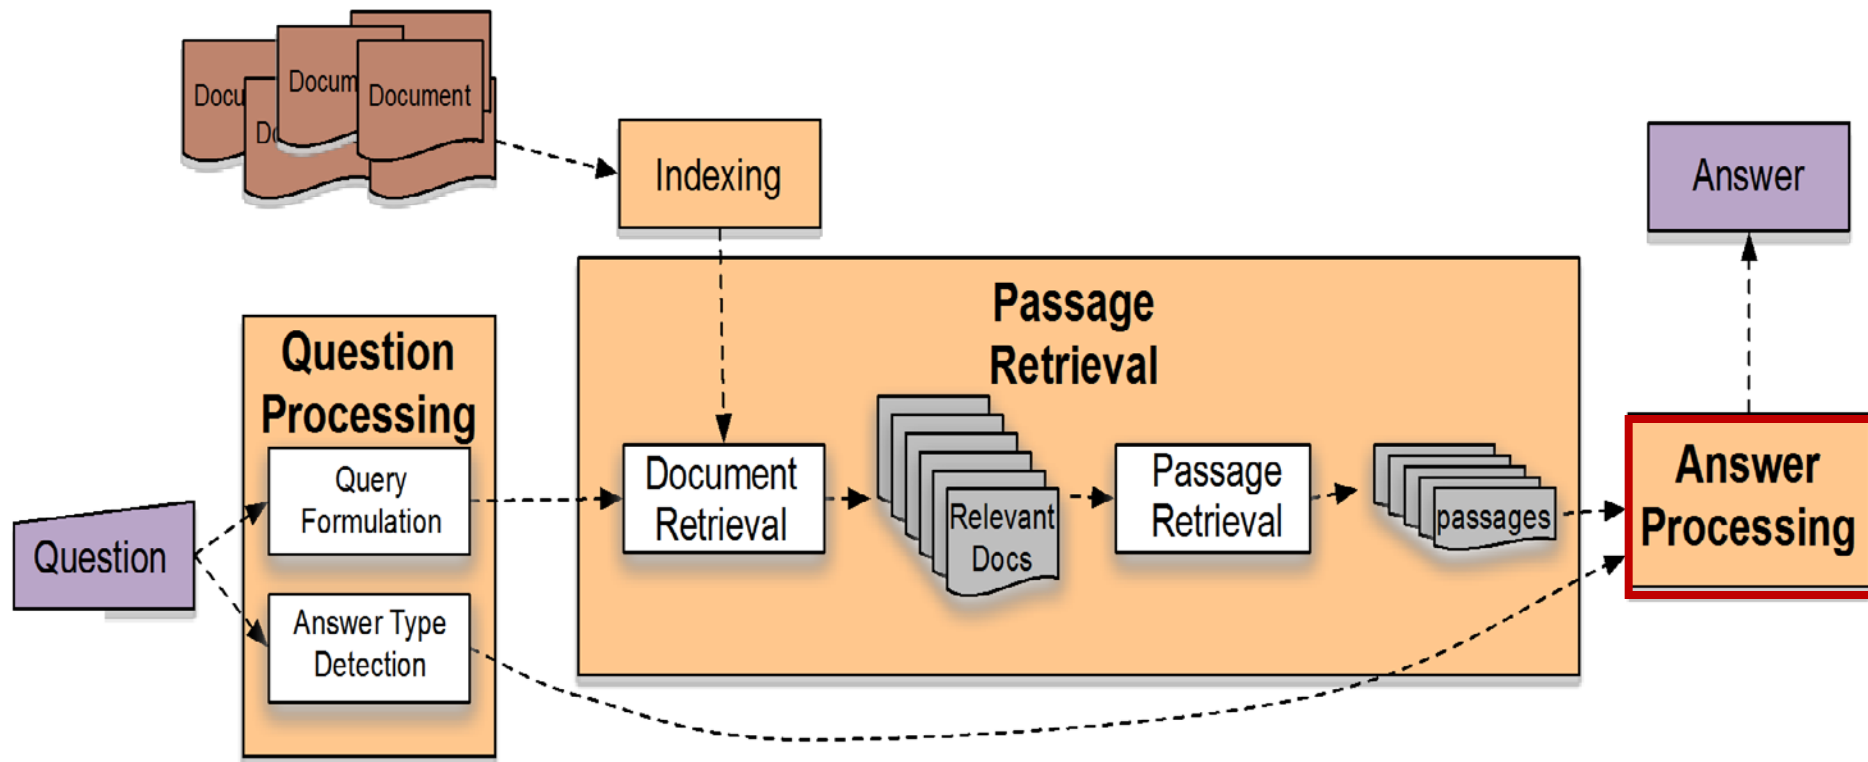 Docu
Docum
Document
Do
Indexing
Answer
Passage
Retrieval
Question
Processing
Query
Formulation
Answer Type
Detection
Question
Document
Retrieval
Relevant
Docs
Passage
Retrieval
passages
Answer
Processing